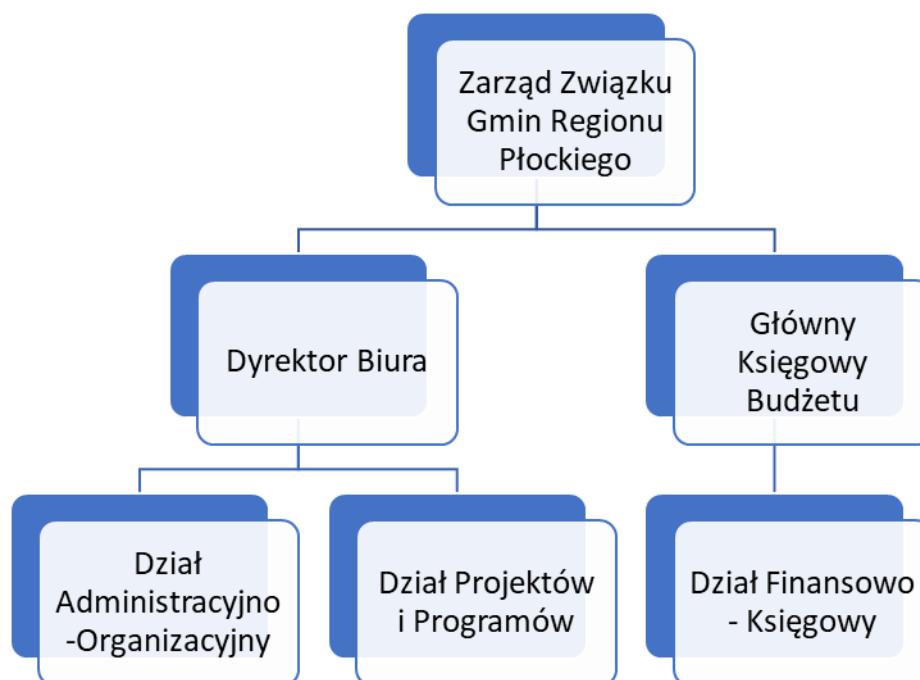 Zarząd Związku
Gmin Regionu
Płockiego
Dyrektor Biura
Główny
Księgowy
Budżetu
Dział
Administracyjno
-Organizacyjny
Dział Projektów
i Programów
Dział Finansowo
- Księgowy